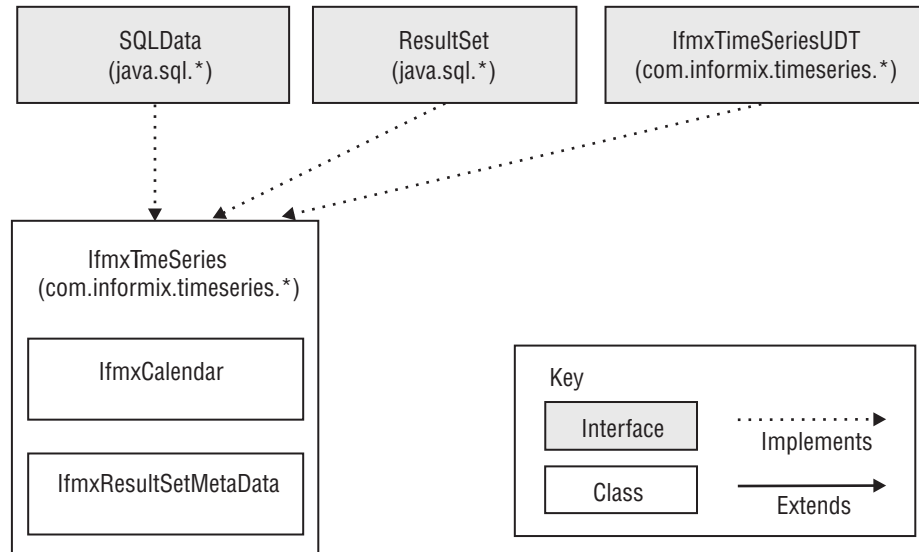 SQLData
(java.sql.*)
ResultSet
(java.sql.*)
IfmxTimeSeriesUDT
(com.informix.timeseries.*)
IfmxTmeSeries
(com.informix.timeseries.*)
IfmxCalendar
IfmxResultSetMetaData
Key
Interface
Implements
Class
Extends